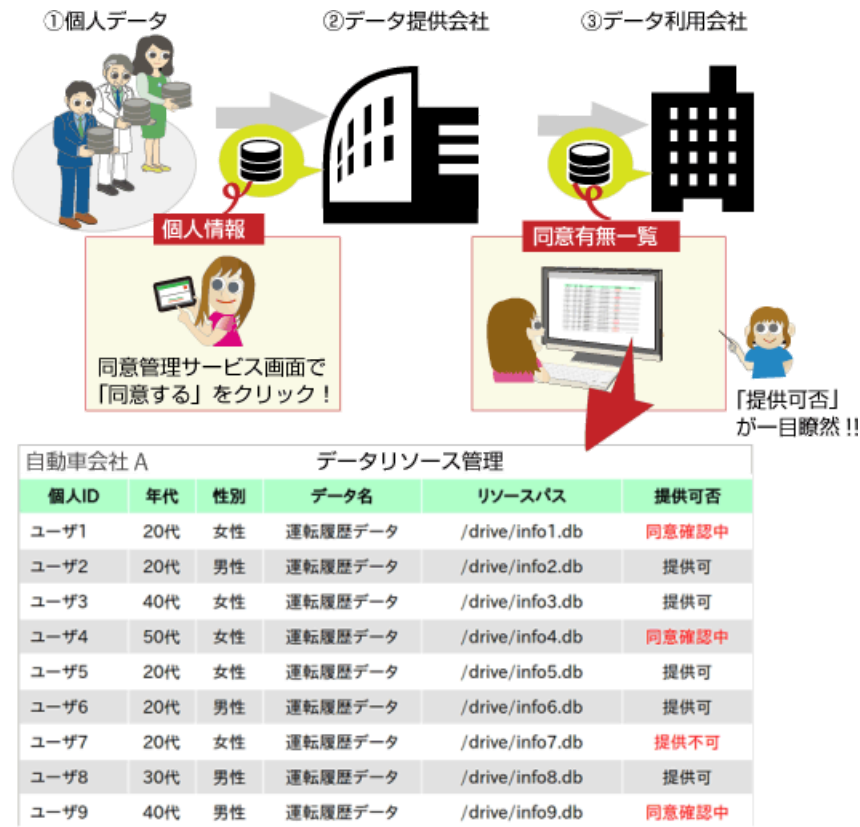 ①個人データ
②データ提供会社
③データ利用会社
個人情報
同意管理サービス画面で
「同意する」をクリック！
同意有無一覧
「提供可否」
が一目瞭然!!
自動車会社 A データリソース管理
個人ID 年代 性別 データ名 リソースパス 提供可否
ユーザ1 20代 女性 運転履歴データ /drive/info1.db 同意確認中
ユーザ2 20代 男性 運転履歴データ /drive/info2.db 提供可
ユーザ3 40代 女性 運転履歴データ /drive/info3.db 提供可
ユーザ4 50代 女性 運転履歴データ /drive/info4.db 同意確認中
ユーザ5 20代 女性 運転履歴データ /drive/info5.db 提供可
ユーザ6 20代 男性 運転履歴データ /drive/info6.db 提供可
ユーザ7 20代 女性 運転履歴データ /drive/info7.db 提供不可
ユーザ8 30代 男性 運転履歴データ /drive/info8.db 提供可
ユーザ9 40代 男性 運転履歴データ /drive/info9.db 同意確認中